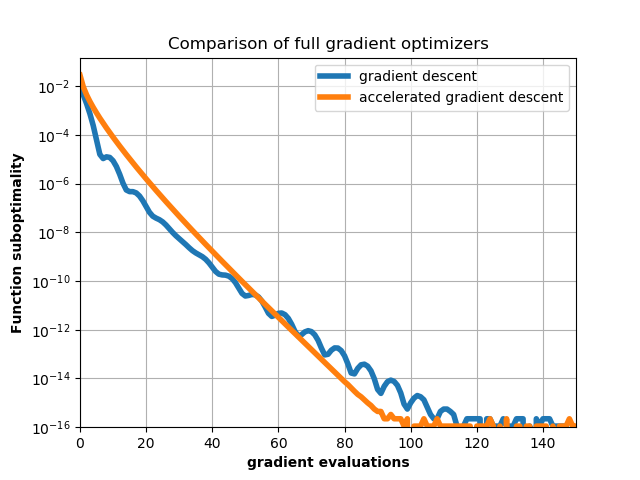 Comparison of full gradient optimizers
gradient descent
accelerated gradient descent
Function suboptimality
10⁻²
10⁻⁴
10⁻⁶
10⁻⁸
10⁻¹⁰
10⁻¹²
10⁻¹⁴
10⁻¹⁶
0 20 40 60 80 100 120 140
gradient evaluations